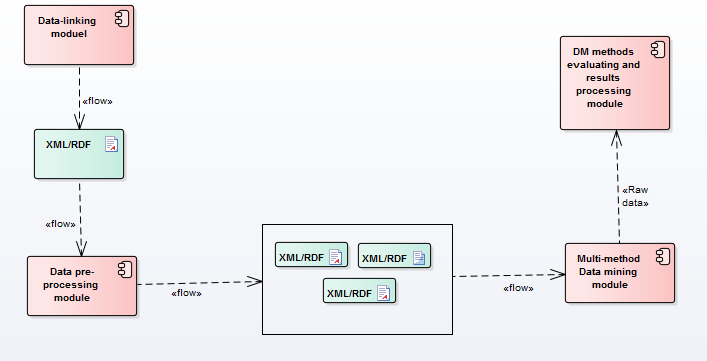 Data-linking
moduel
«flow»
XML/RDF
«flow»
Data pre-
processing
module
«flow»
XML/RDF
XML/RDF
XML/RDF
«flow»
Multi-method
Data mining
module
«Raw
data»
DM methods
evaluating and
results
processing
module